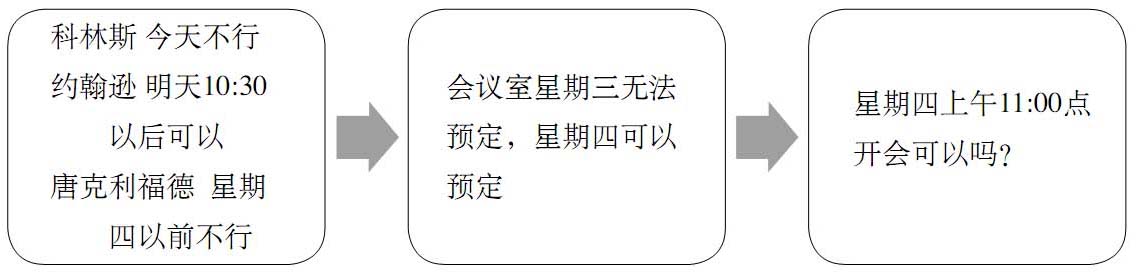 科林斯 今天不行
约翰逊 明天10:30
以后可以
唐克利福德 星期
四以前不行
会议室星期三无法
预定，星期四可以
预定
星期四上午11:00点
开会可以吗？